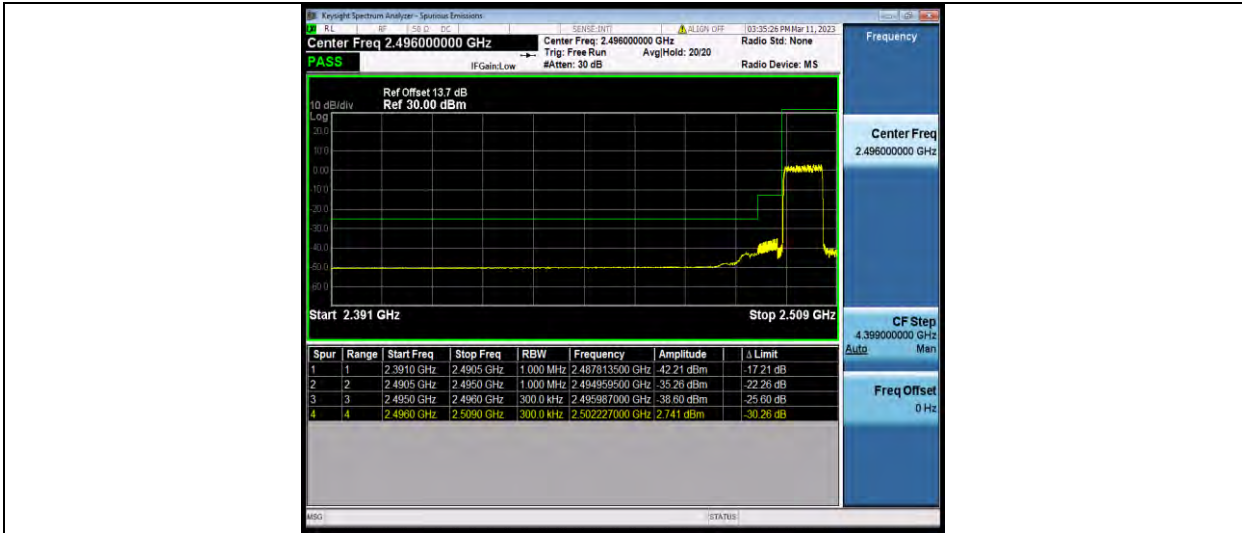 Keysight Spectrum Analyzer - Spurious Emissions
RL RF 50 Ω DC SENSE:INT ALIGN OFF 03:35:26 PM Mar 11, 2023
Center Freq 2.496000000 GHz Center Freq: 2.496000000 GHz Radio Std: None
Trig: Free Run Avg|Hold: 20/20
PASS IFGain:Low #Atten: 30 dB Radio Device: MS
Frequency
Ref Offset 13.7 dB
10 dB/div Ref 30.00 dBm
Log
20.0
10.0
0.00
-10.0
-20.0
-30.0
-40.0
-50.0
-60.0
Start 2.391 GHz Stop 2.509 GHz
Center Freq
2.496000000 GHz
CF Step
4.399000000 GHz
Auto Man
Freq Offset
0 Hz
Spur Range Start Freq Stop Freq RBW Frequency Amplitude Δ Limit
1 1 2.3910 GHz 2.4905 GHz 1.000 MHz 2.487813500 GHz -42.21 dBm -17.21 dB
2 2 2.4905 GHz 2.4950 GHz 1.000 MHz 2.494959500 GHz -35.26 dBm -22.26 dB
3 3 2.4950 GHz 2.4960 GHz 300.0 kHz 2.495987000 GHz -38.60 dBm -25.60 dB
4 4 2.4960 GHz 2.5090 GHz 300.0 kHz 2.502227000 GHz 2.741 dBm -30.26 dB
MSG STATUS